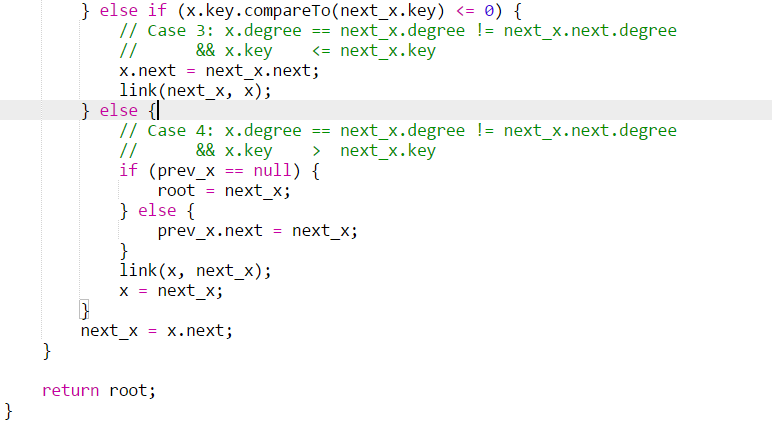 } else if (x.key.compareTo(next_x.key) <= 0) {
// Case 3: x.degree == next_x.degree != next_x.next.degree
// && x.key <= next_x.key
x.next = next_x.next;
link(next_x, x);
} else {
// Case 4: x.degree == next_x.degree != next_x.next.degree
// && x.key > next_x.key
if (prev_x == null) {
root = next_x;
} else {
prev_x.next = next_x;
}
link(x, next_x);
x = next_x;
}
next_x = x.next;
}
return root;
}